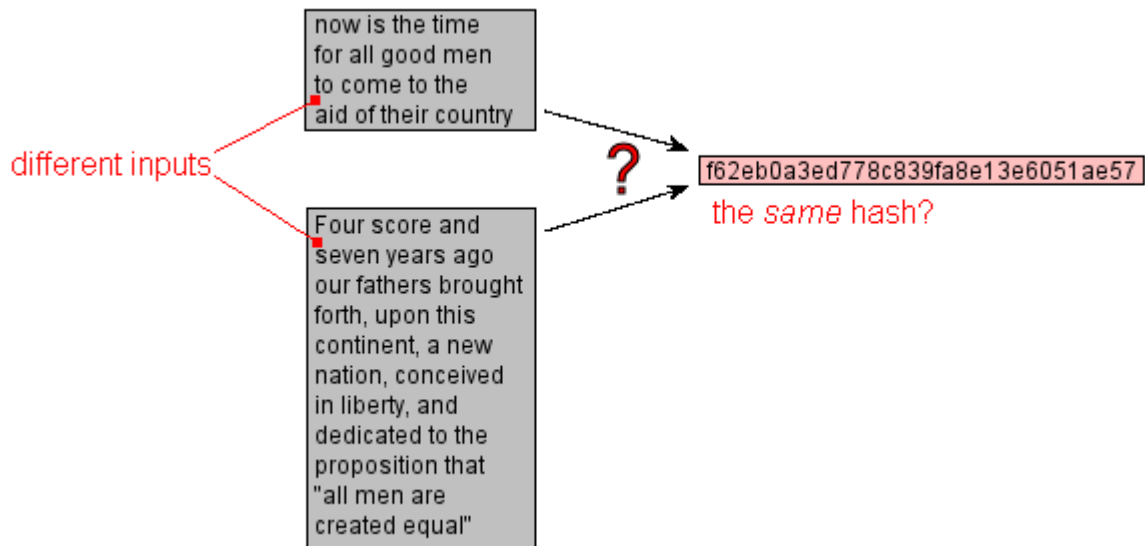 now is the time
for all good men
to come to the
aid of their country
different inputs
?
f62eb0a3ed778c839fa8e13e6051ae57
the same hash?
Four score and
seven years ago
our fathers brought
forth, upon this
continent, a new
nation, conceived
in liberty, and
dedicated to the
proposition that
"all men are
created equal"